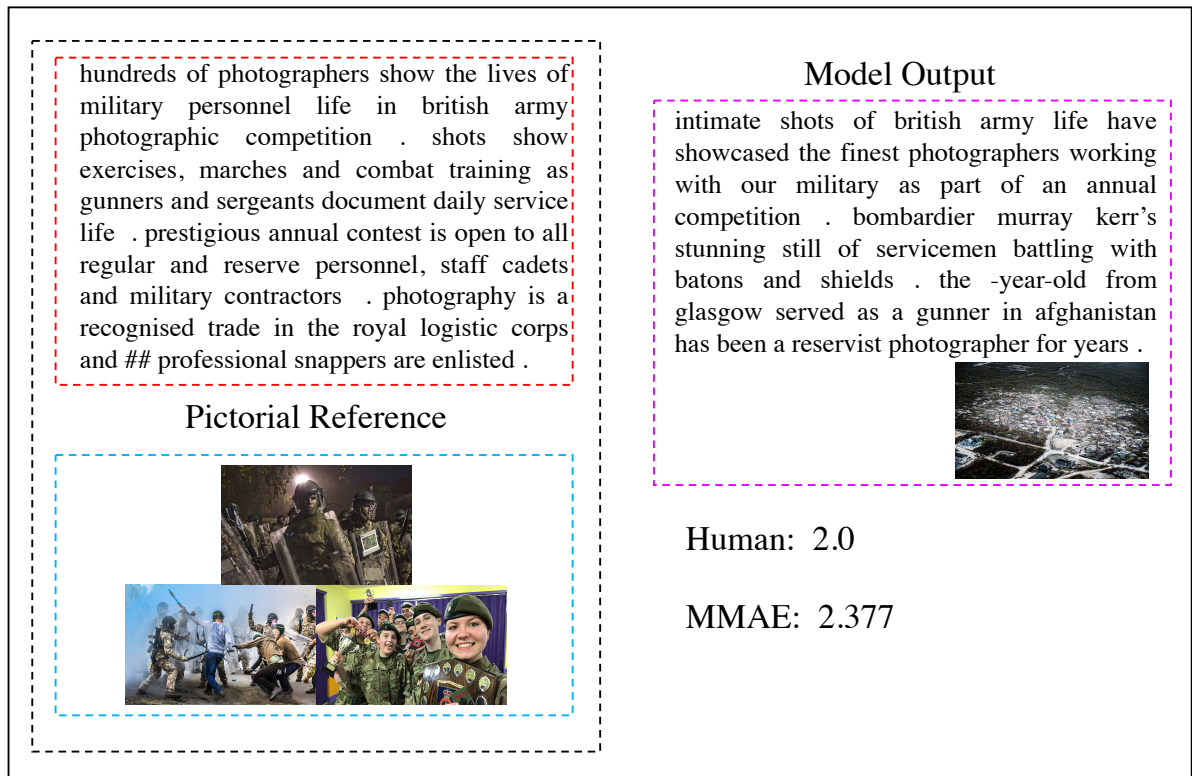 hundreds of photographers show the lives of
military personnel life in british army
photographic competition . shots show
exercises, marches and combat training as
gunners and sergeants document daily service
life . prestigious annual contest is open to all
regular and reserve personnel, staff cadets
and military contractors . photography is a
recognised trade in the royal logistic corps
and ## professional snappers are enlisted .
Pictorial Reference
Model Output
intimate shots of british army life have
showcased the finest photographers working
with our military as part of an annual
competition . bombardier murray kerr's
stunning still of servicemen battling with
batons and shields . the -year-old from
glasgow served as a gunner in afghanistan
has been a reservist photographer for years .
Human: 2.0
MMAE: 2.377